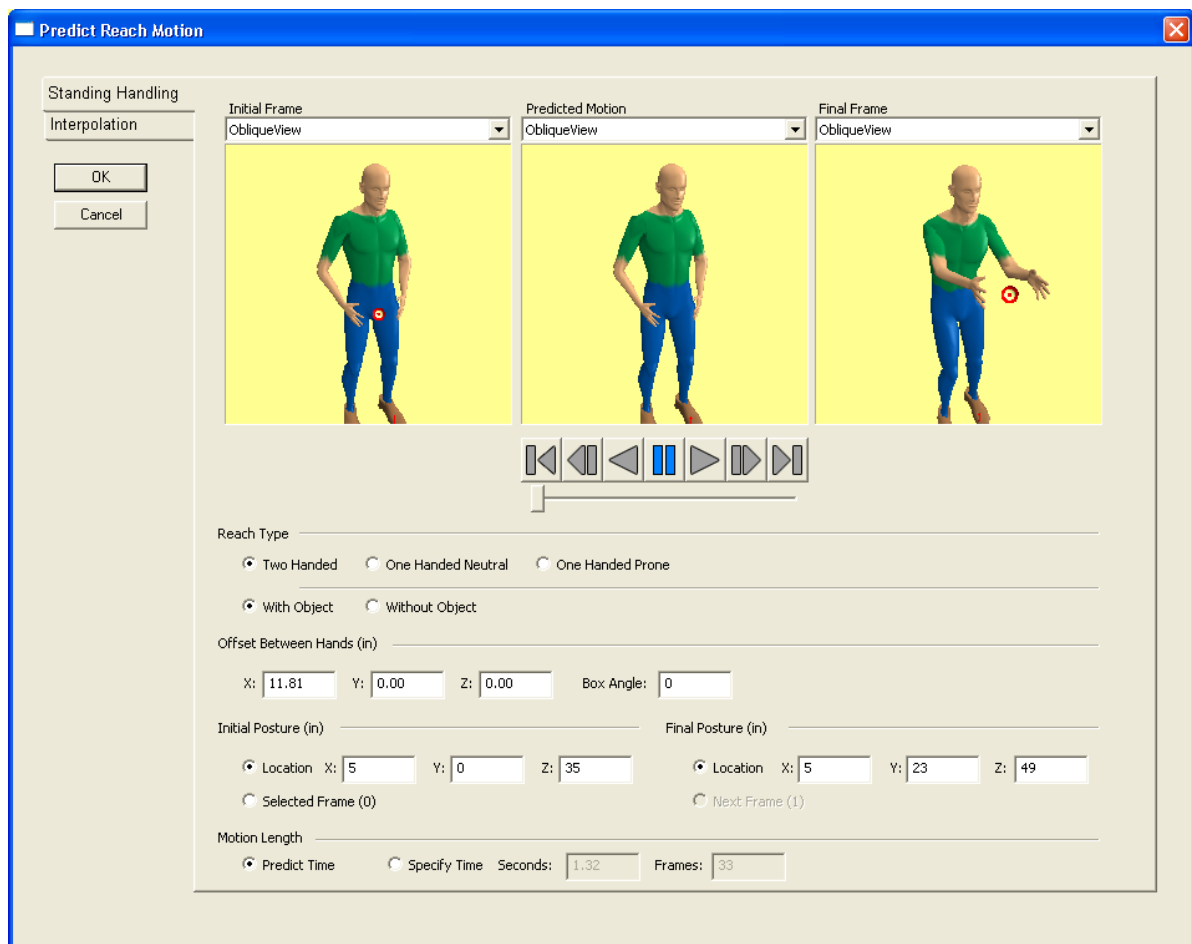 Predict Reach Motion
Standing Handling
Interpolation
OK
Cancel
Initial Frame Predicted Motion Final Frame
ObliqueView ObliqueView ObliqueView
Reach Type
Two Handed One Handed Neutral One Handed Prone
With Object Without Object
Offset Between Hands (in)
X: 11.81 Y: 0.00 Z: 0.00 Box Angle: 0
Initial Posture (in) Final Posture (in)
Location X: 5 Y: 0 Z: 35 Location X: 5 Y: 23 Z: 49
Selected Frame (0) Next Frame (1)
Motion Length
Predict Time Specify Time Seconds: 1.32 Frames: 33